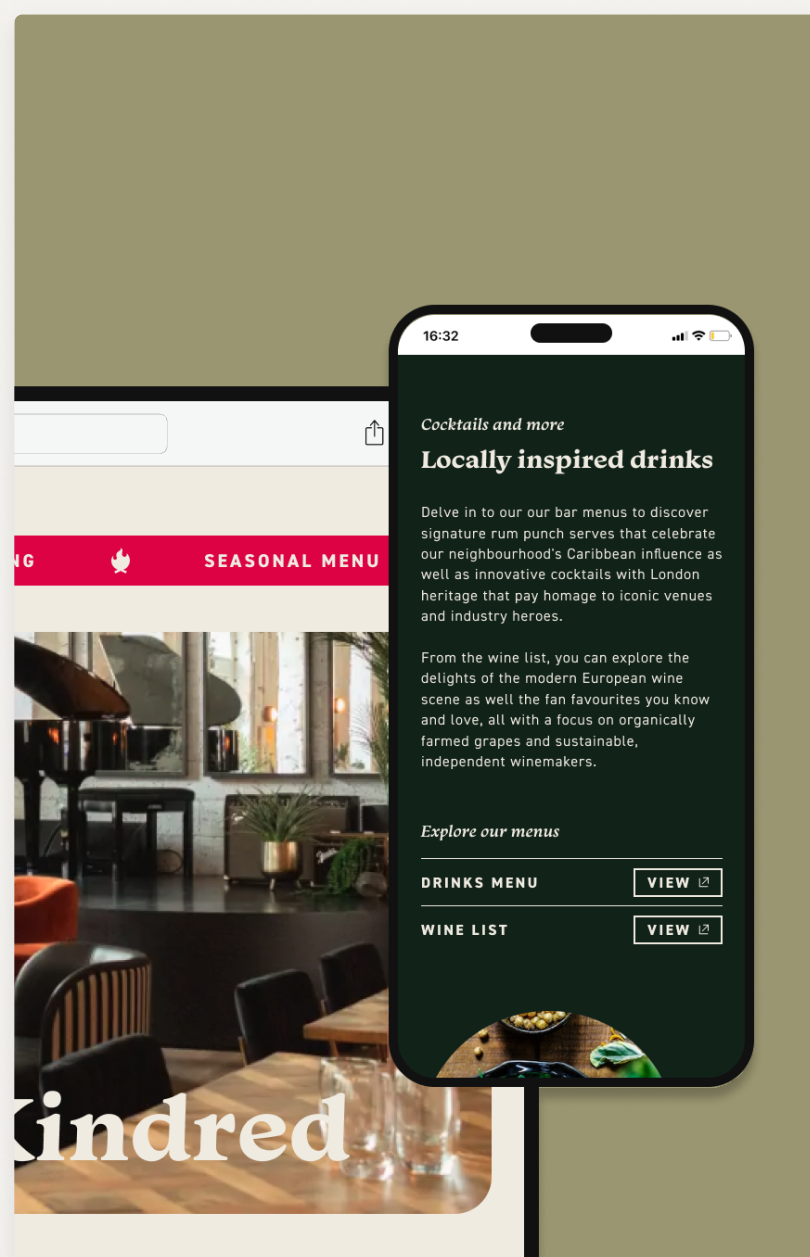 16:32
Cocktails and more
Locally inspired drinks
Delve in to our our bar menus to discover
signature rum punch serves that celebrate
our neighbourhood's Caribbean influence as
well as innovative cocktails with London
heritage that pay homage to iconic venues
and industry heroes.
From the wine list, you can explore the
delights of the modern European wine
scene as well the fan favourites you know
and love, all with a focus on organically
farmed grapes and sustainable,
independent winemakers.
Explore our menus
DRINKS MENU VIEW
WINE LIST VIEW
NG SEASONAL MENU
Fender
Kindred